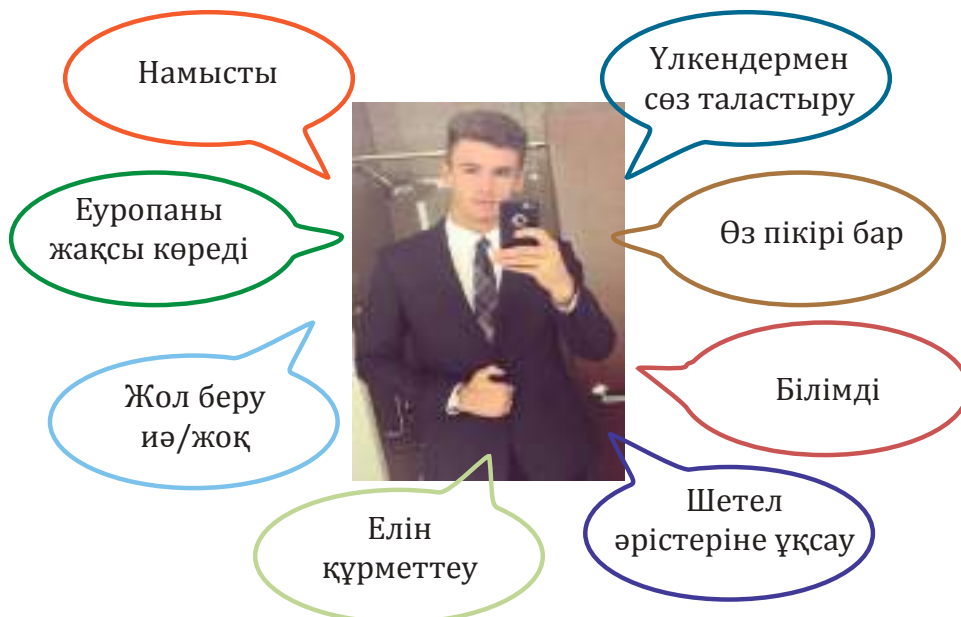 Намысты
Үлкендермен
сөз таластыру
Еуропаны
жақсы көреді
Өз пікірі бар
Жол беру
иә/жоқ
Білімді
Елін
құрметтеу
Шетел
әрістеріне ұқсау